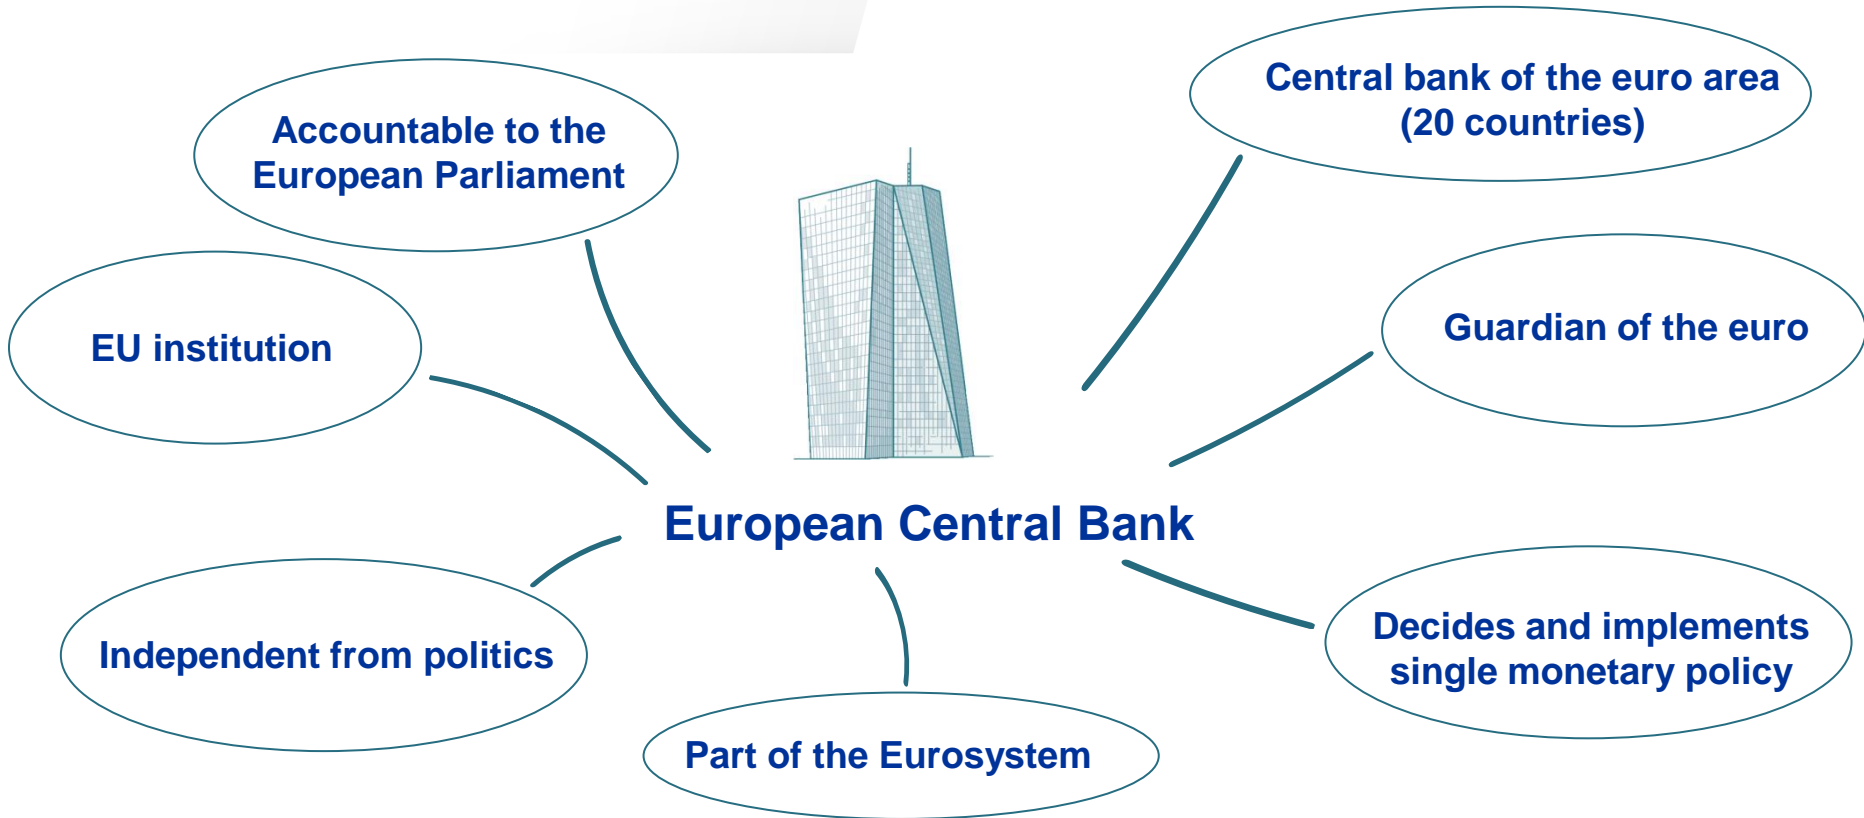 Central bank of the euro area
(20 countries)
Accountable to the
European Parliament
Guardian of the euro
EU institution
European Central Bank
Decides and implements
single monetary policy
Independent from politics
Part of the Eurosystem